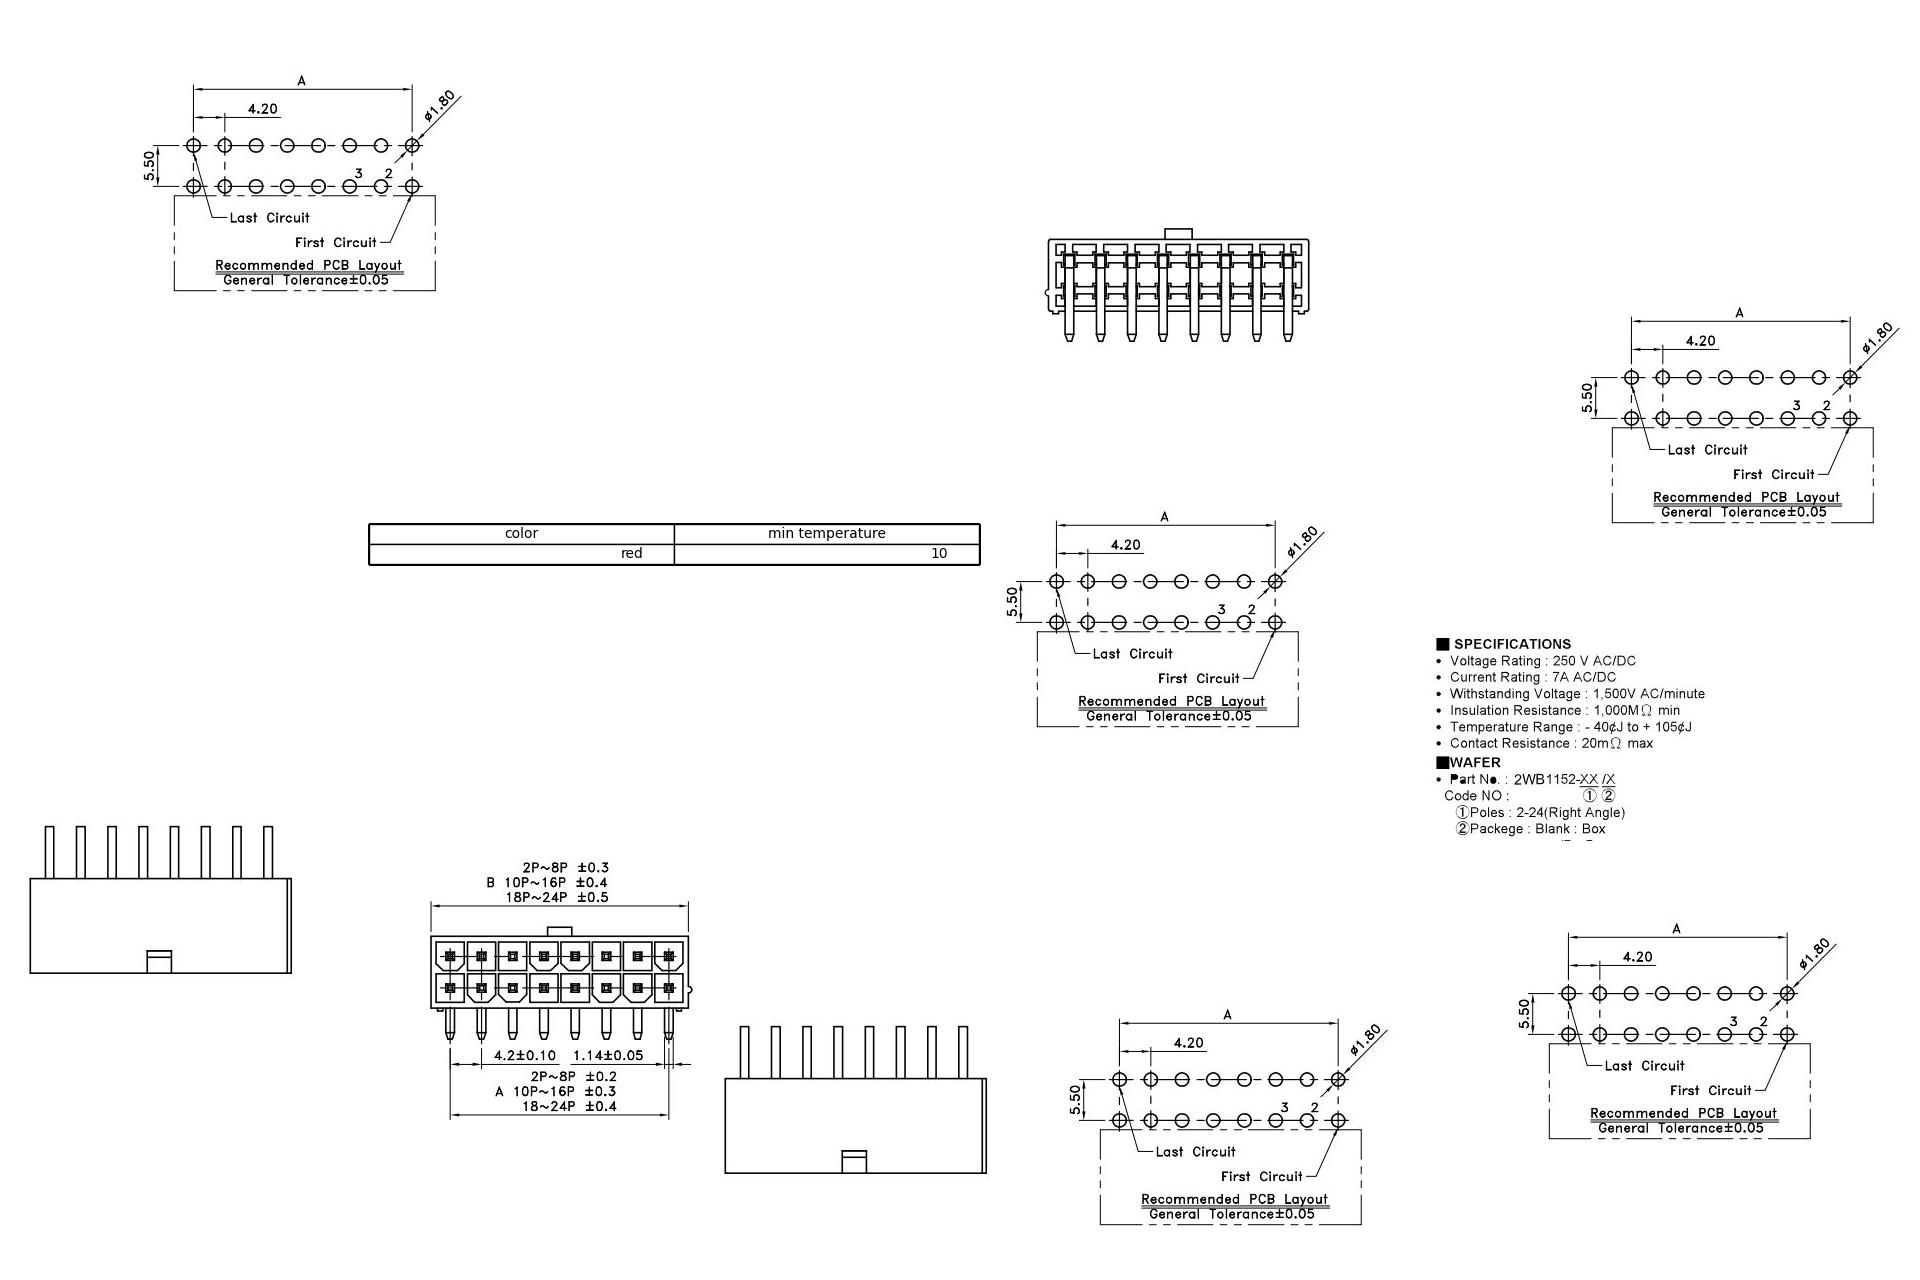 A
4.20
ø1.80
5.50
3 2
Last Circuit
First Circuit
Recommended PCB Layout
General Tolerance±0.05
A
4.20
ø1.80
5.50
3 2
Last Circuit
First Circuit
Recommended PCB Layout
General Tolerance±0.05
color min temperature
red 10
A
4.20
ø1.80
5.50
3 2
Last Circuit
First Circuit
Recommended PCB Layout
General Tolerance±0.05
■ SPECIFICATIONS
• Voltage Rating : 250 V AC/DC
• Current Rating : 7A AC/DC
• Withstanding Voltage : 1,500V AC/minute
• Insulation Resistance : 1,000MΩ min
• Temperature Range : - 40¢J to + 105¢J
• Contact Resistance : 20mΩ max
■WAFER
• Part No. : 2WB1152-XX /X
Code NO : ① ②
①Poles : 2-24(Right Angle)
②Packege : Blank : Box
2P~8P ±0.3
B 10P~16P ±0.4
18P~24P ±0.5
4.2±0.10 1.14±0.05
2P~8P ±0.2
A 10P~16P ±0.3
18~24P ±0.4
A
4.20
ø1.80
5.50
3 2
Last Circuit
First Circuit
Recommended PCB Layout
General Tolerance±0.05
A
4.20
ø1.80
5.50
3 2
Last Circuit
First Circuit
Recommended PCB Layout
General Tolerance±0.05